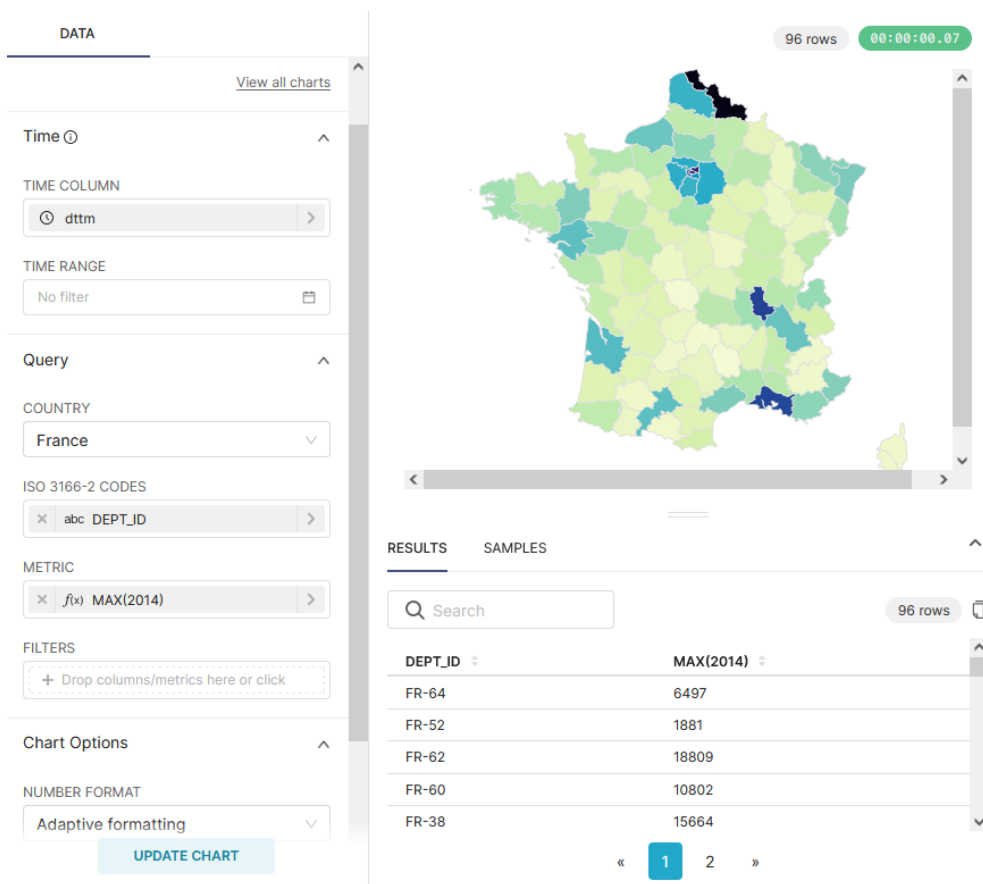 DATA
View all charts
Time
TIME COLUMN
dttm
TIME RANGE
No filter
Query
COUNTRY
France
ISO 3166-2 CODES
abc DEPT_ID
METRIC
f(x) MAX(2014)
FILTERS
+ Drop columns/metrics here or click
Chart Options
NUMBER FORMAT
Adaptive formatting
UPDATE CHART
96 rows 00:00:00.07
RESULTS SAMPLES
Search
96 rows
DEPT_ID MAX(2014)
FR-64 6497
FR-52 1881
FR-62 18809
FR-60 10802
FR-38 15664
« 1 2 »